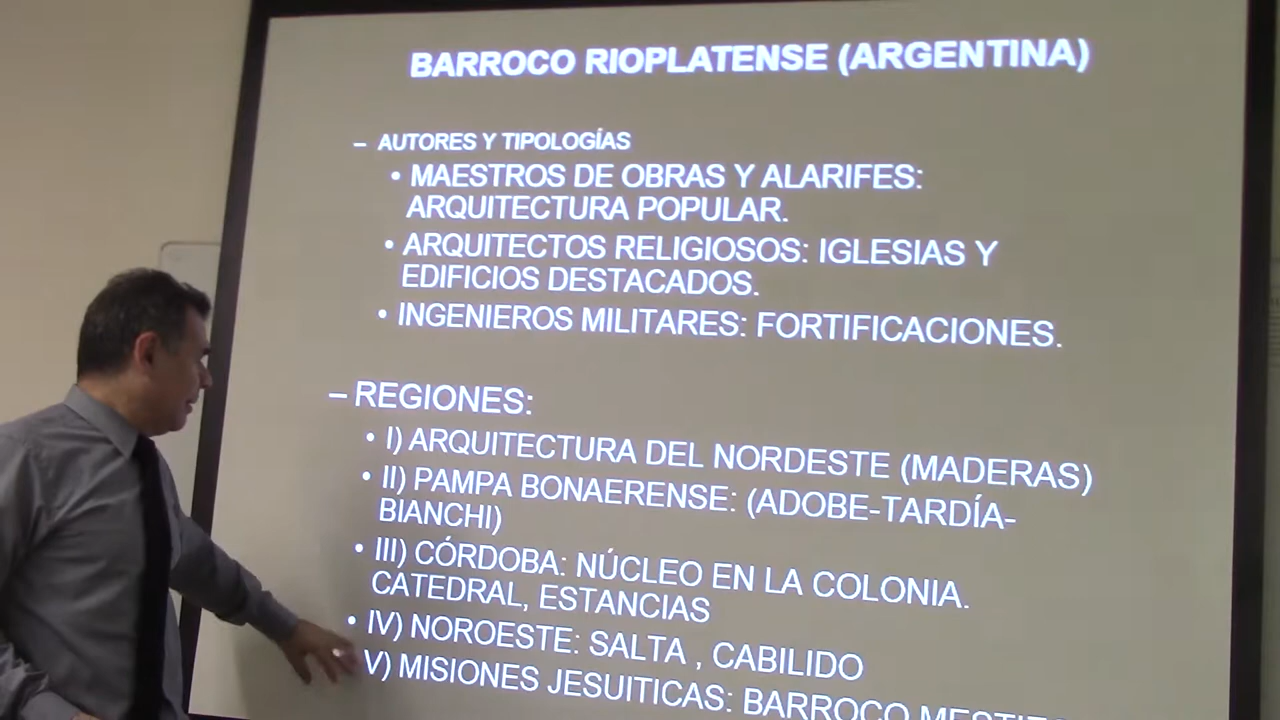 BARROCO RIOPLATENSE (ARGENTINA)
– AUTORES Y TIPOLOGÍAS
• MAESTROS DE OBRAS Y ALARIFES:
ARQUITECTURA POPULAR.
• ARQUITECTOS RELIGIOSOS: IGLESIAS Y
EDIFICIOS DESTACADOS.
• INGENIEROS MILITARES: FORTIFICACIONES.
– REGIONES:
• I) ARQUITECTURA DEL NORDESTE (MADERAS)
• II) PAMPA BONAERENSE: (ADOBE-TARDÍA-
BIANCHI)
• III) CÓRDOBA: NÚCLEO EN LA COLONIA.
CATEDRAL, ESTANCIAS
• IV) NOROESTE: SALTA , CABILIDO
V) MISIONES JESUITICAS: BARROCO